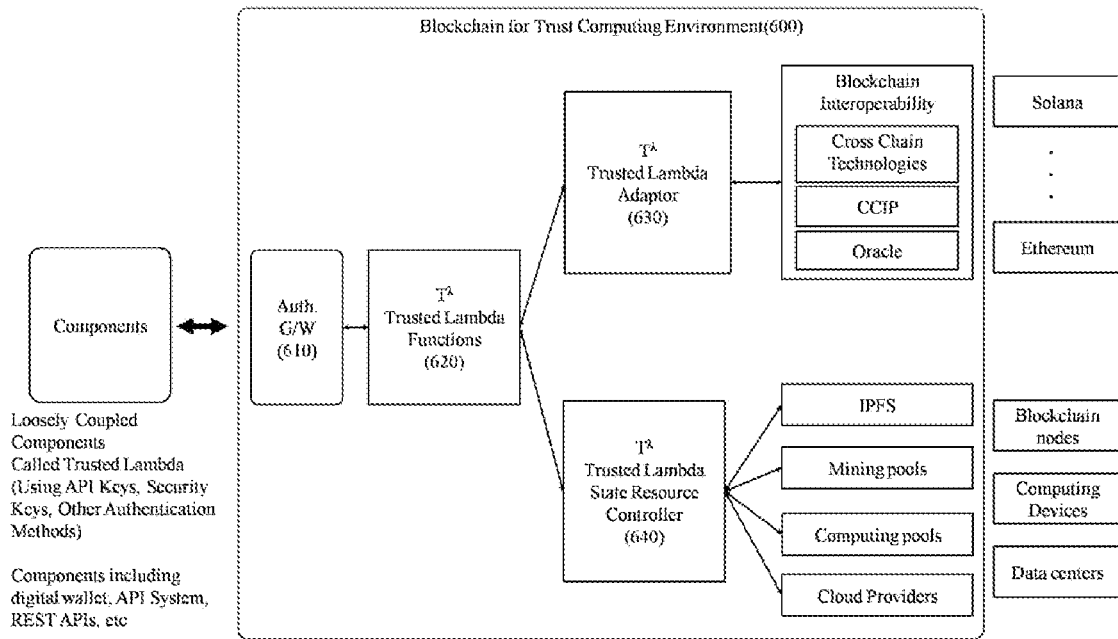 Blockchain for Trust Computing Environment(600)
Components
Loosely Coupled
Components
Called Trusted Lambda
(Using API Keys, Security
Keys, Other Authentication
Methods)
Components including
digital wallet, API System,
REST APIs, etc
Auth.
G/W
(610)
T^λ
Trusted Lambda
Functions
(620)
T^λ
Trusted Lambda
Adaptor
(630)
T^λ
Trusted Lambda
State Resource
Controller
(640)
Blockchain
Interoperability
Cross Chain
Technologies
CCIP
Oracle
IPFS
Mining pools
Computing pools
Cloud Providers
Solana
.
.
.
Ethereum
Blockchain
nodes
Computing
Devices
Data centers